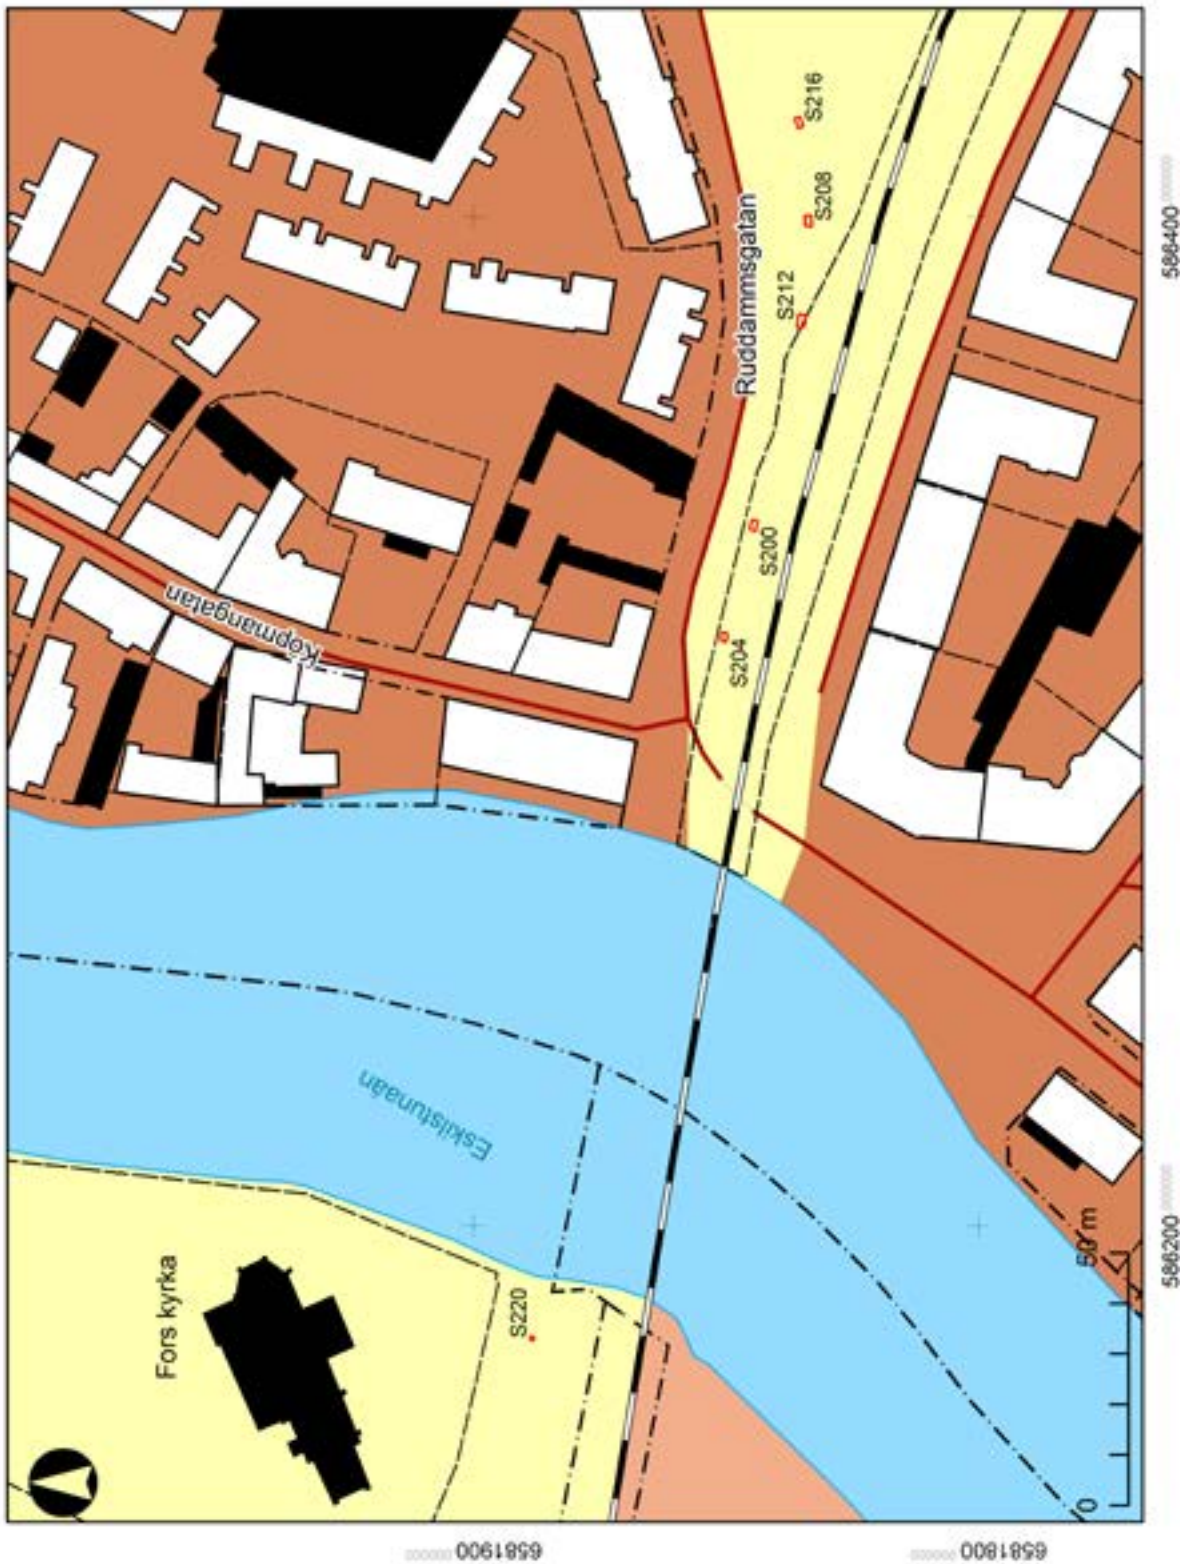 S216
S208
S212
Ruddammsgatan
S200
S204
Köpmangatan
Eskilstunaån
Fors kyrka
S220
0
50 m
586400
586200
6581900
6581800